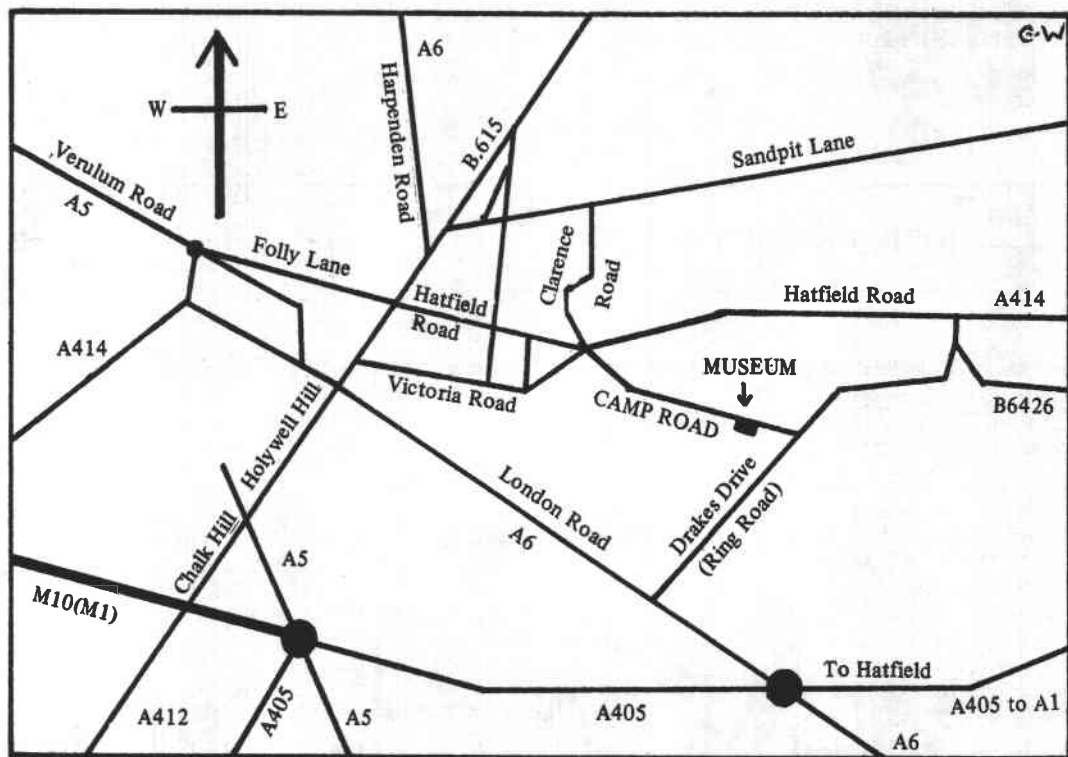 G.W
A6
Harpenden Road
W E
B.615
Sandpit Lane
Verulum Road
A5
Folly Lane
Clarence
Road
Hatfield
Road
Hatfield Road
A414
A414
MUSEUM
Victoria Road
CAMP ROAD
B6426
Holywell Hill
London Road
A6
Drakes Drive
(Ring Road)
Chalk Hill
A5
M10(M1)
To Hatfield
A412
A405
A5
A405
A405 to A1
A6